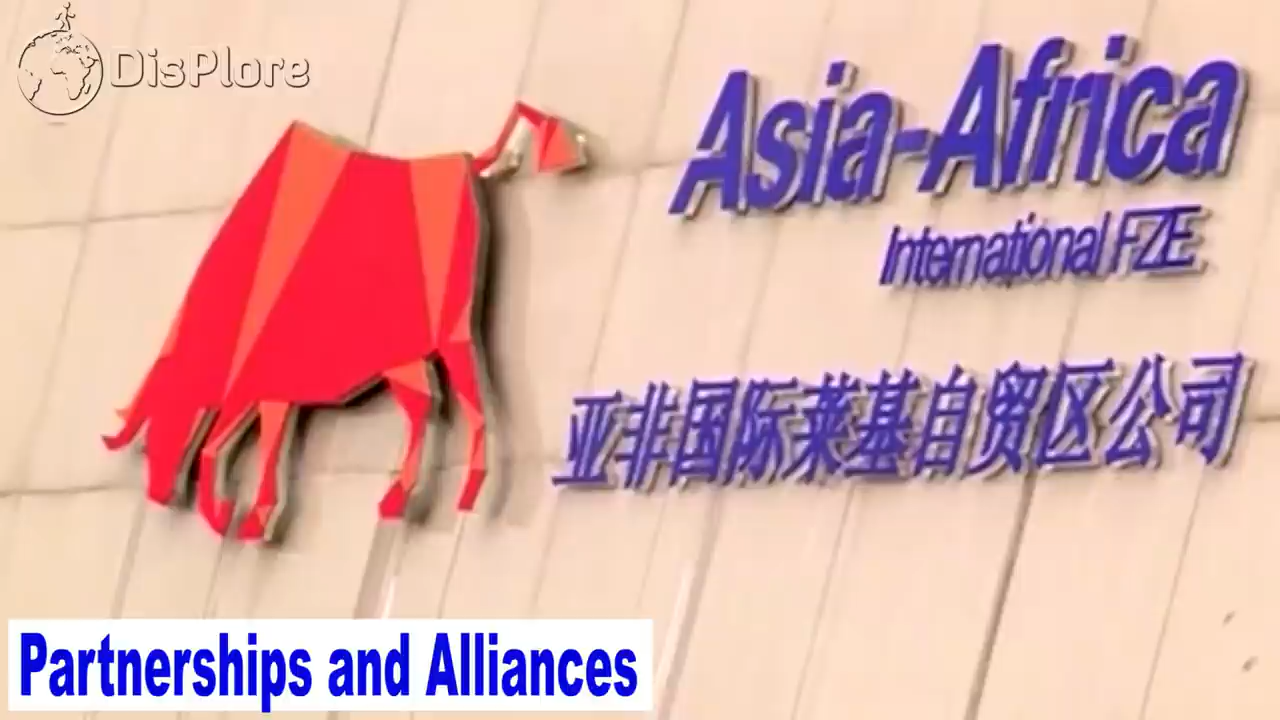 DisPlore
Asia-Africa
International FZE
亚非国际莱基自贸区公司
Partnerships and Alliances